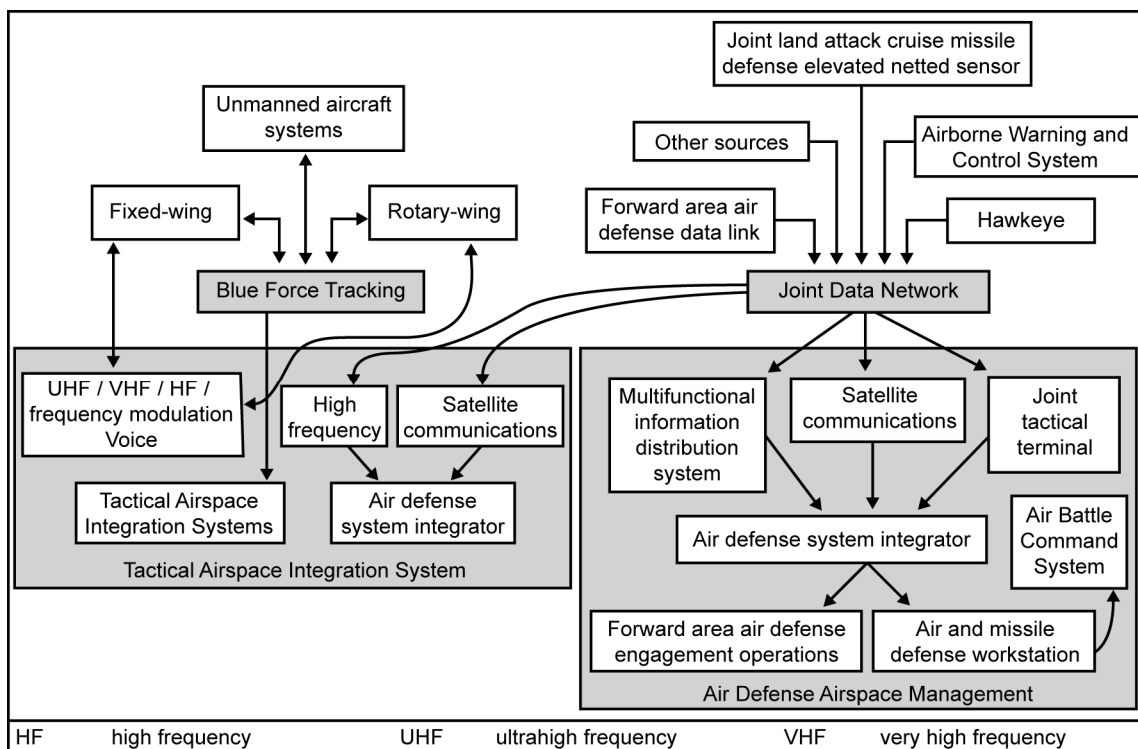 Joint land attack cruise missile
defense elevated netted sensor
Unmanned aircraft
systems
Other sources
Airborne Warning and
Control System
Fixed-wing
Rotary-wing
Forward area air
defense data link
Hawkeye
Blue Force Tracking
Joint Data Network
UHF / VHF / HF /
frequency modulation
Voice
High
frequency
Satellite
communications
Multifunctional
information
distribution
system
Satellite
communications
Joint
tactical
terminal
Tactical Airspace
Integration Systems
Air defense
system integrator
Air defense system integrator
Air Battle
Command
System
Tactical Airspace Integration System
Forward area air defense
engagement operations
Air and missile
defense workstation
Air Defense Airspace Management
HF high frequency UHF ultrahigh frequency VHF very high frequency